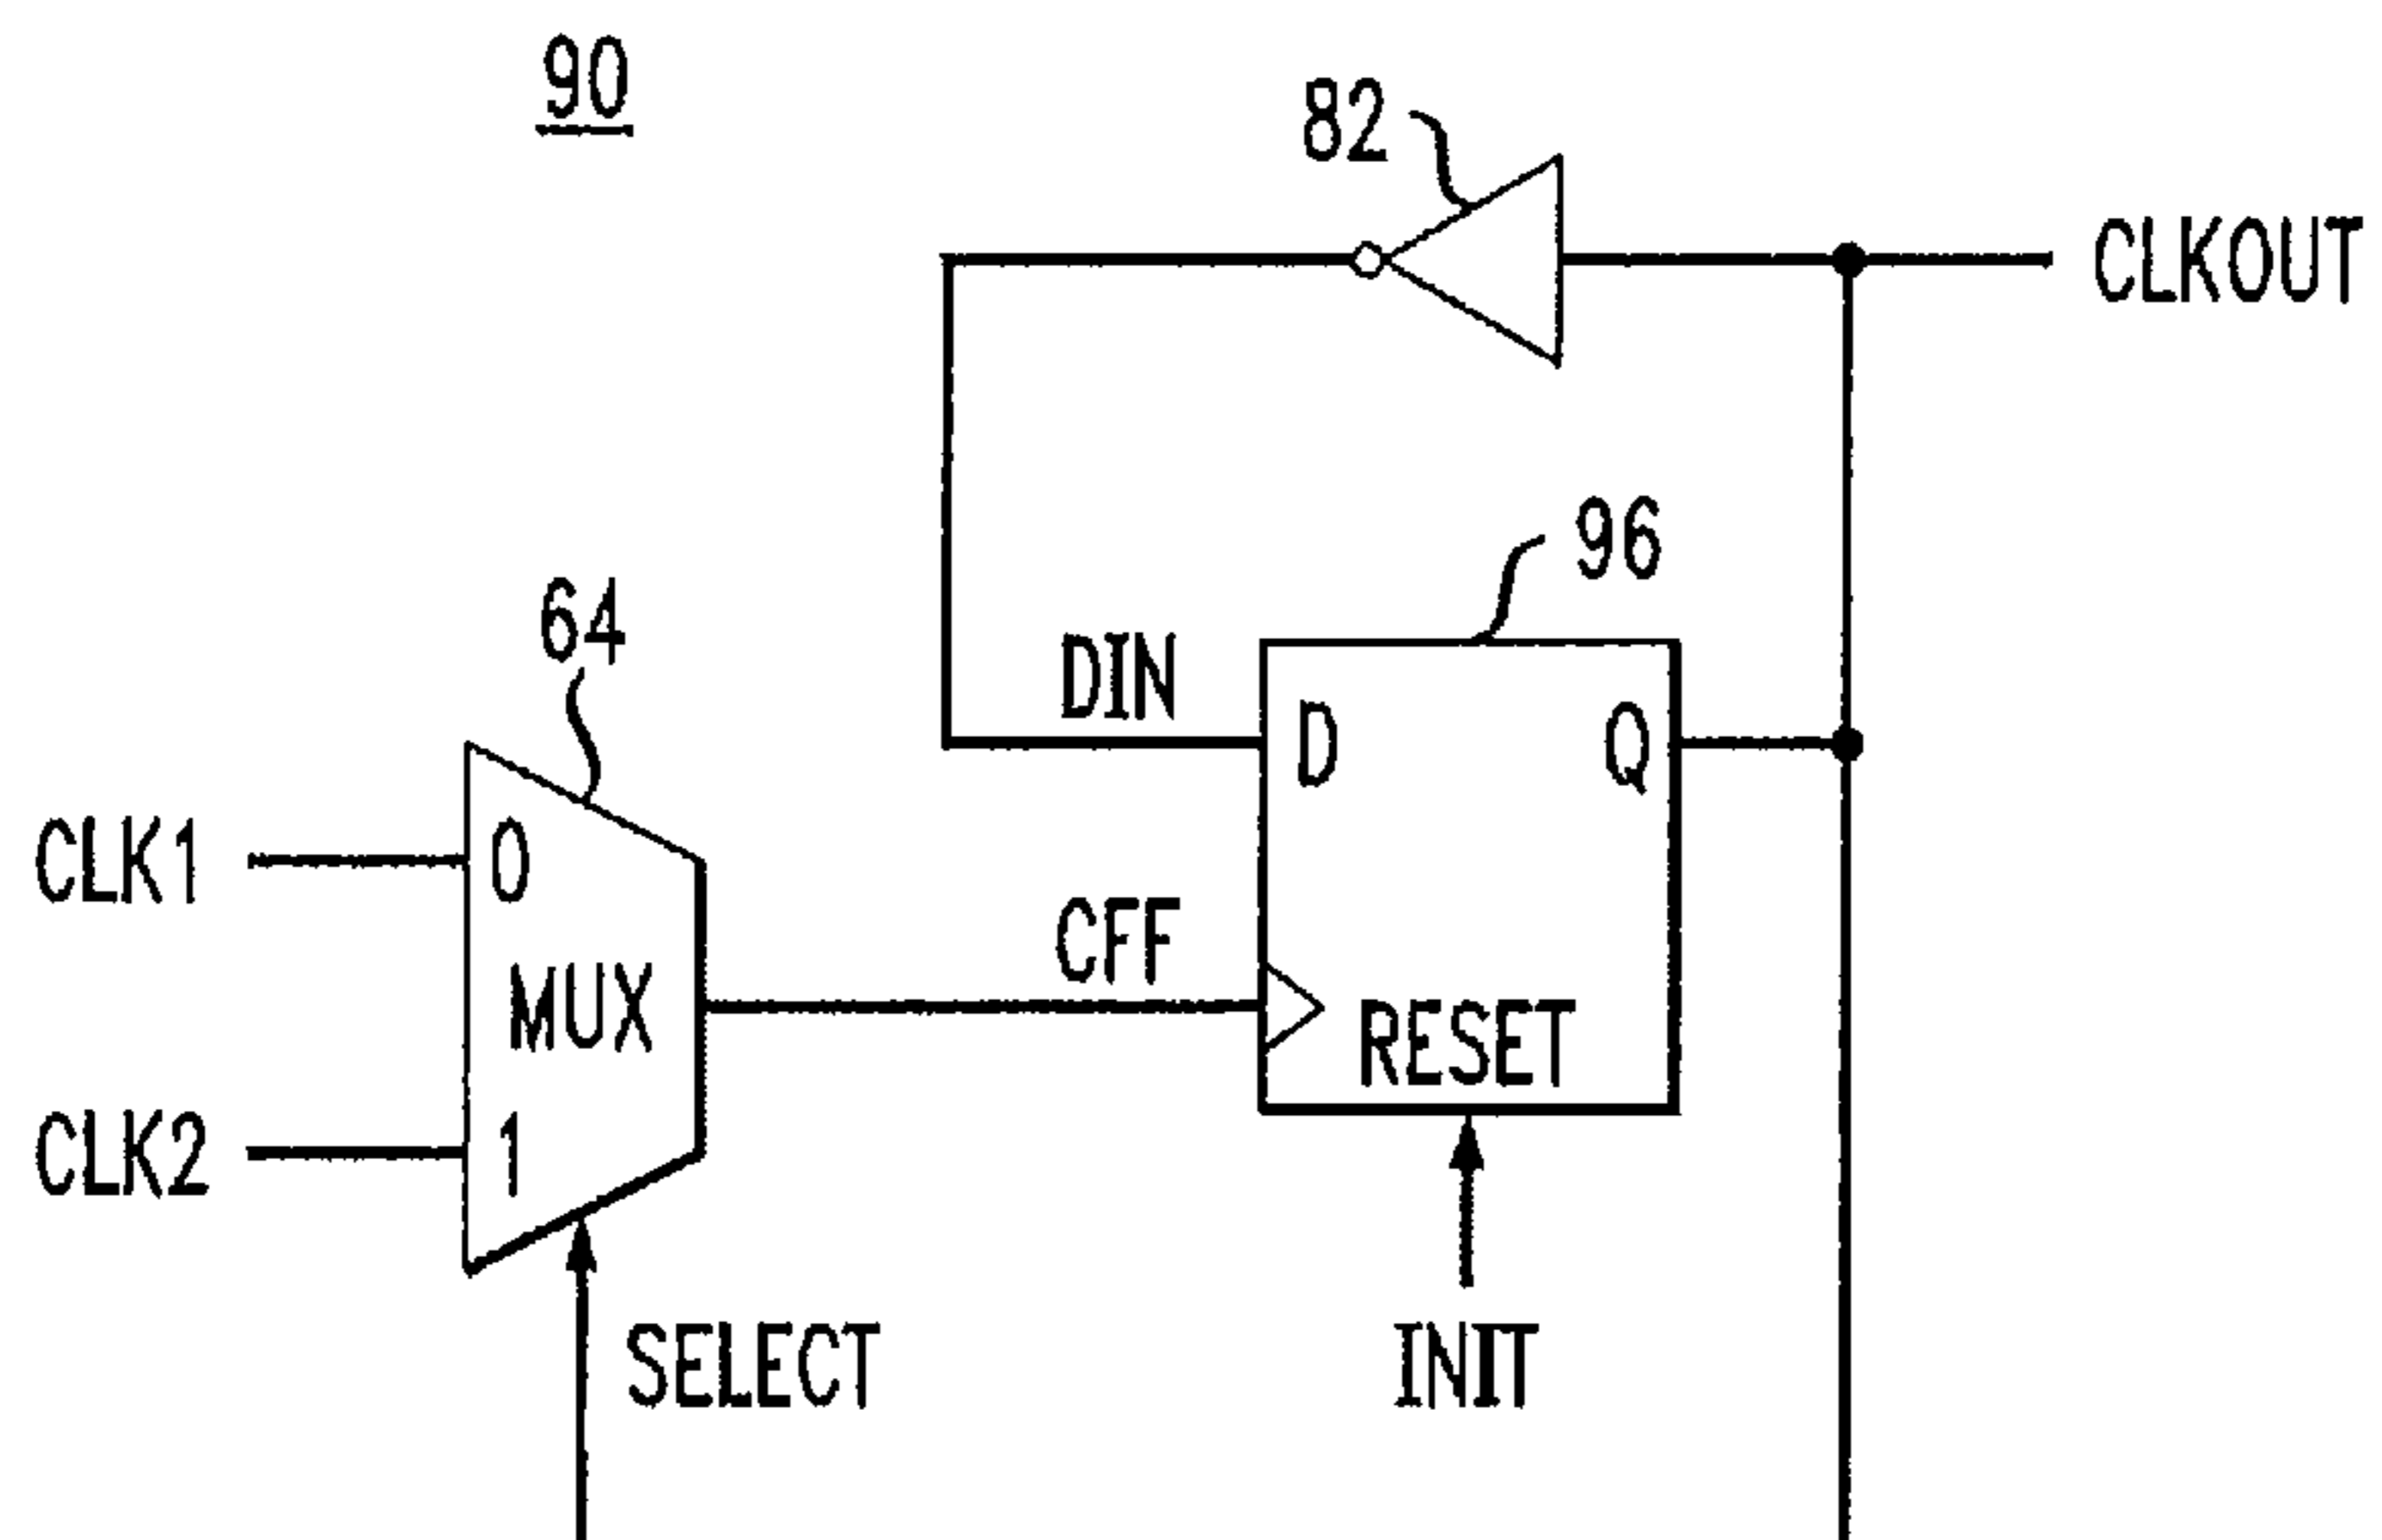 90
82
CLKOUT
96
64
DIN
D
Q
CLK1
0
CFF
MUX
RESET
CLK2
1
SELECT
INIT